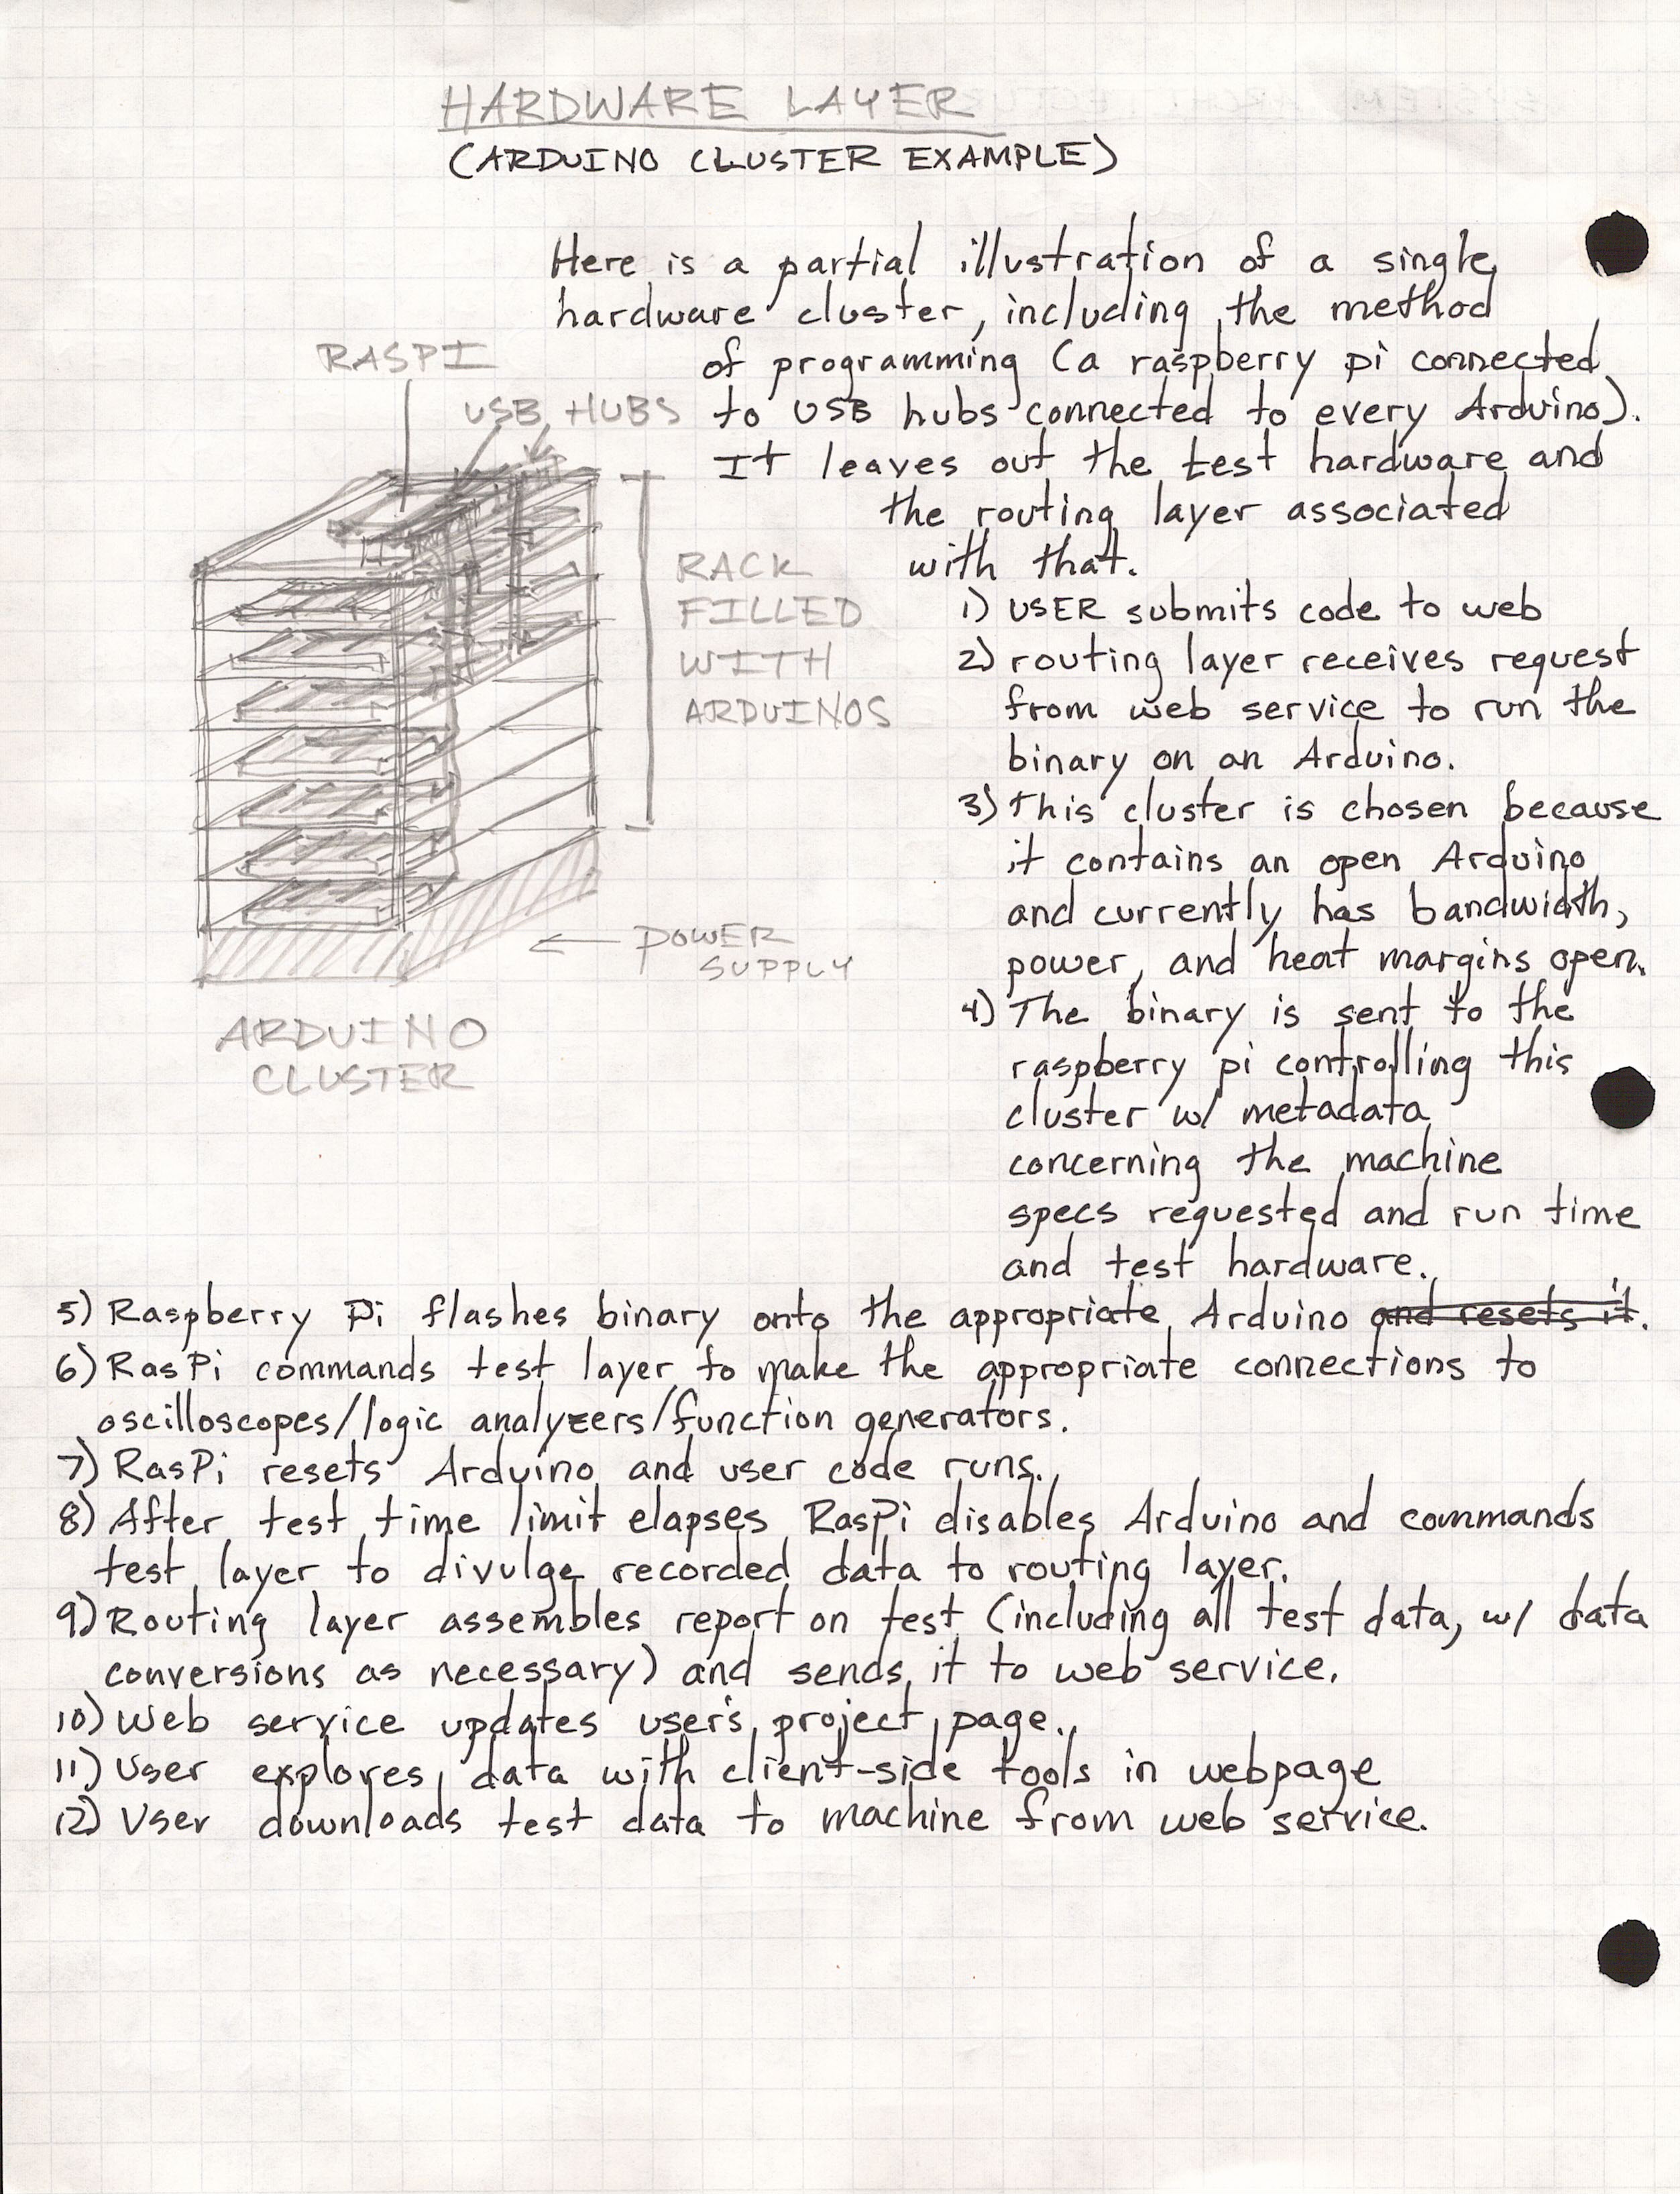 HARDWARE LAYER
(ARDUINO CLUSTER EXAMPLE)
Here is a partial illustration of a single
hardware cluster, including the method
of programming (a raspberry pi connected
to USB hubs connected to every Arduino).
It leaves out the test hardware and
the routing layer associated
with that.
RASPI
USB HUBS
RACK
FILLED
WITH
ARDUINOS
POWER
SUPPLY
ARDUINO
CLUSTER
1) USER submits code to web
2) routing layer receives request
from web service to run the
binary on an Arduino.
3) this cluster is chosen because
it contains an open Arduino
and currently has bandwidth,
power, and heat margins open.
4) The binary is sent to the
raspberry pi controlling this
cluster w/ metadata
concerning the machine
specs requested and run time
and test hardware.
5) Raspberry Pi flashes binary onto the appropriate Arduino and resets it.
6) RasPi commands test layer to make the appropriate connections to
oscilloscopes/logic analyzers/function generators.
7) RasPi resets Arduino and user code runs.
8) After test time limit elapses RasPi disables Arduino and commands
test layer to divulge recorded data to routing layer.
9) Routing layer assembles report on test (including all test data, w/ data
conversions as necessary) and sends it to web service.
10) Web service updates user's project page.
11) User explores data with client-side tools in webpage
12) User downloads test data to machine from web service.